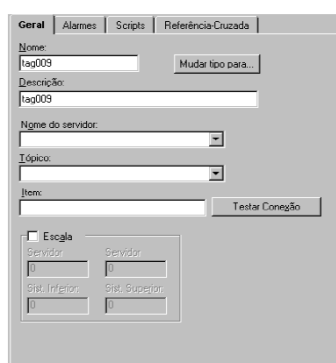 Geral Alarmes Scripts Referência-Cruzada
Nome:
tag009
Mudar tipo para...
Descrição:
tag009
Nome do servidor:
Tópico:
Item:
Testar Conexão
Escala
Servidor Servidor
0 0
Sist. Inferior: Sist. Superior:
0 0